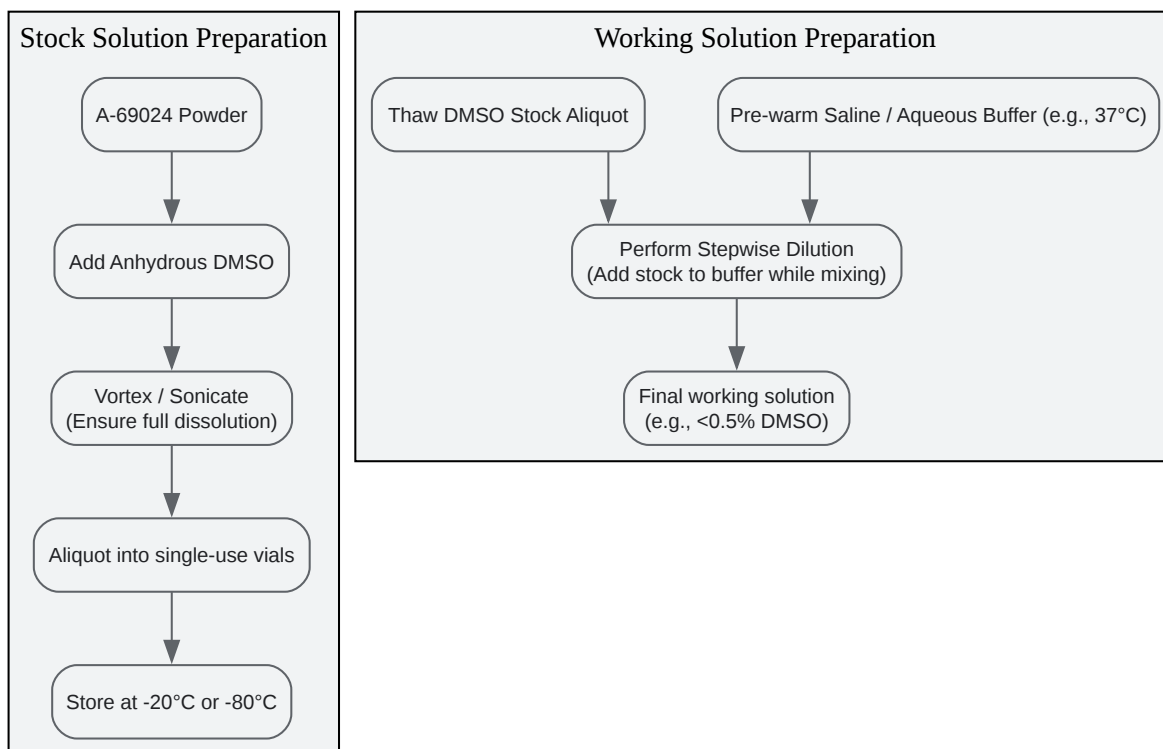 Stock Solution Preparation
A-69024 Powder
Add Anhydrous DMSO
Vortex / Sonicate
(Ensure full dissolution)
Aliquot into single-use vials
Store at -20°C or -80°C
Working Solution Preparation
Thaw DMSO Stock Aliquot
Pre-warm Saline / Aqueous Buffer (e.g., 37°C)
Perform Stepwise Dilution
(Add stock to buffer while mixing)
Final working solution
(e.g., <0.5% DMSO)